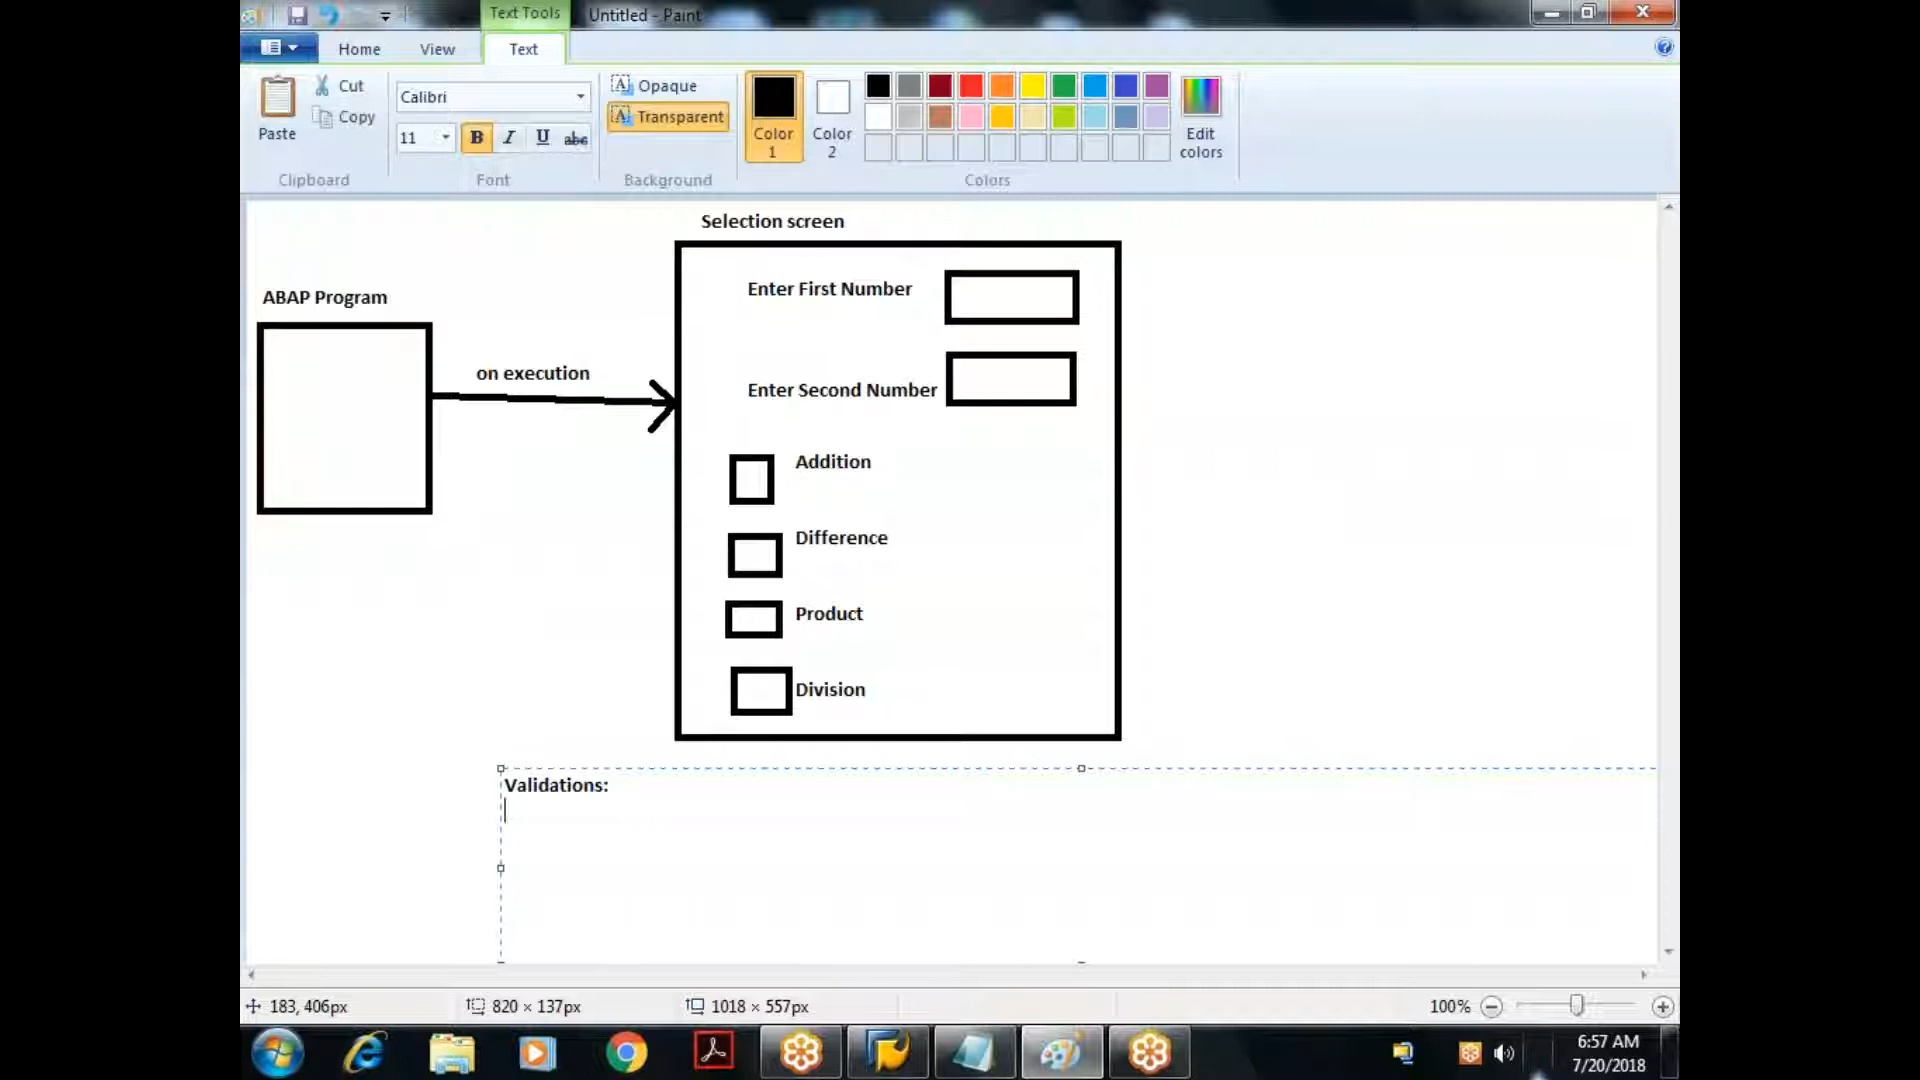 Text Tools
Untitled - Paint
Home
View
Text
Paste
Cut
Copy
Clipboard
Calibri
11
B
I
U
abc
Font
Opaque
Transparent
Background
Color
1
Color
2
Edit
colors
Colors
Selection screen
ABAP Program
on execution
Enter First Number
Enter Second Number
Addition
Difference
Product
Division
Validations:
183, 406px
820 × 137px
1018 × 557px
100%
6:57 AM
7/20/2018